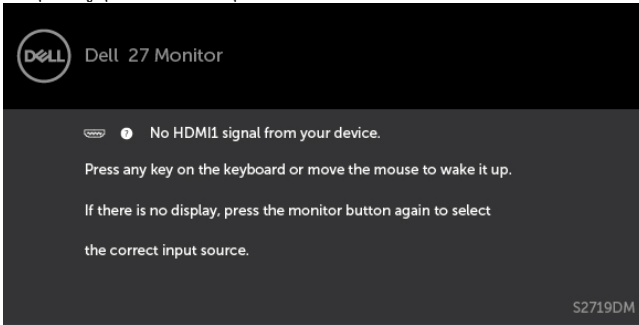 DELL
Dell 27 Monitor
? No HDMI1 signal from your device.
Press any key on the keyboard or move the mouse to wake it up.
If there is no display, press the monitor button again to select
the correct input source.
S2719DM